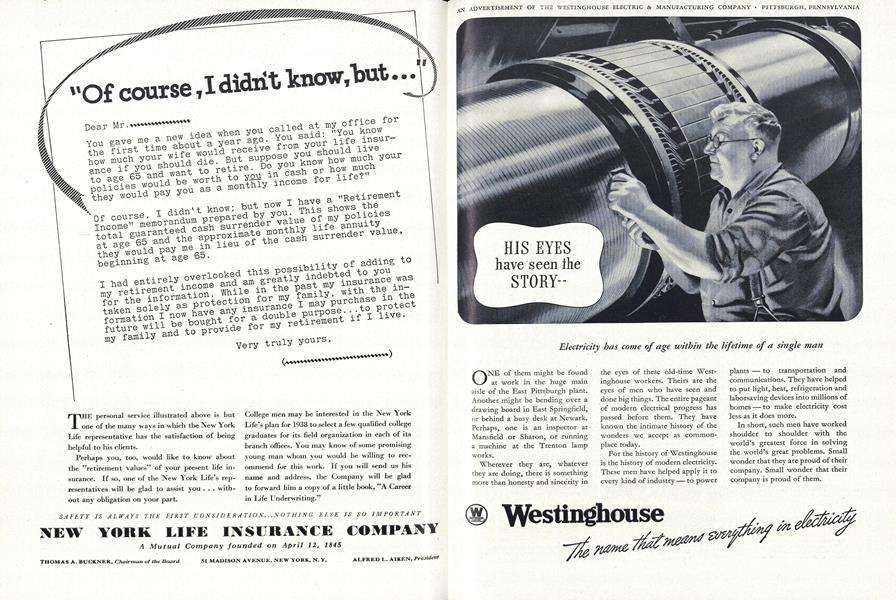 "Of course, I didn't know, but..."
Dear Mr.
You gave me a new idea when you called at my office for
the first time about a year ago. You said: "You know
how much your wife would receive from your life insur-
ance if you should die. But suppose you should live
to age 65 and want to retire. Do you know how much your
policies would be worth to you in cash or how much
they would pay you as a monthly income for life?"
Of course, I didn't know; but now I have a "Retirement
Income" memorandum prepared by you. This shows the
total guaranteed cash surrender value of my policies
at age 65 and the approximate monthly life annuity
they would pay me in lieu of the cash surrender value,
beginning at age 65.
I had entirely overlooked this possibility of adding to
my retirement income and am greatly indebted to you
for the information. While in the past my insurance was
taken solely as protection for my family, with the in-
formation I now have any insurance I may purchase in the
future will be bought for a double purpose...to protect
my family and to provide for my retirement if I live.
Very truly yours,
THE personal service illustrated above is but
one of the many ways in which the New York
Life representative has the satisfaction of being
helpful to his clients.
Perhaps you, too, would like to know about
the "retirement values" of your present life in-
surance. If so, one of the New York Life's rep-
resentatives will be glad to assist you . . . with-
out any obligation on your part.
College men may be interested in the New York
Life's plan for 1938 to select a few qualified college
graduates for its field organization in each of its
branch offices. You may know of some promising
young man whom you would be willing to rec-
ommend for this work. If you will send us his
name and address, the Company will be glad
to forward him a copy of a little book, "A Career
in Life Underwriting."
SAFETY IS ALWAYS THE FIRST CONSIDERATION...NOTHING ELSE IS SO IMPORTANT
NEW YORK LIFE INSURANCE COMPANY
A Mutual Company founded on April 12, 1845
THOMAS A. BUCKNER, Chairman of the Board 51 MADISON AVENUE, NEW YORK, N. Y. ALFRED L. AIKEN, President
AN ADVERTISEMENT OF THE WESTINGHOUSE ELECTRIC & MANUFACTURING COMPANY · PITTSBURGH, PENNSYLVANIA
HIS EYES
have seen the
STORY--
Electricity has come of age within the lifetime of a single man
ONE of them might be found
at work in the huge main
aisle of the East Pittsburgh plant.
Another might be bending over a
drawing board in East Springfield,
or behind a busy desk at Newark.
Perhaps, one is an inspector at
Mansfield or Sharon, or running
a machine at the Trenton lamp
works.
Wherever they are, whatever
they are doing, there is something
more than honesty and sincerity in
the eyes of these old-time West-
inghouse workers. Theirs are the
eyes of men who have seen and
done big things. The entire pageant
of modern electrical progress has
passed before them. They have
known the intimate history of the
wonders we accept as common-
place today.
For the history of Westinghouse
is the history of modern electricity.
These men have helped apply it to
every kind of industry — to power
plants — to transportation and
communications. They have helped
to put light, heat, refrigeration and
laborsaving devices into millions of
homes — to make electricity cost
less as it does more.
In short, such men have worked
shoulder to shoulder with the
world's greatest force in solving
the world's great problems. Small
wonder that they are proud of their
company. Small wonder that their
company is proud of them.
W Westinghouse
The name that means everything in electricity